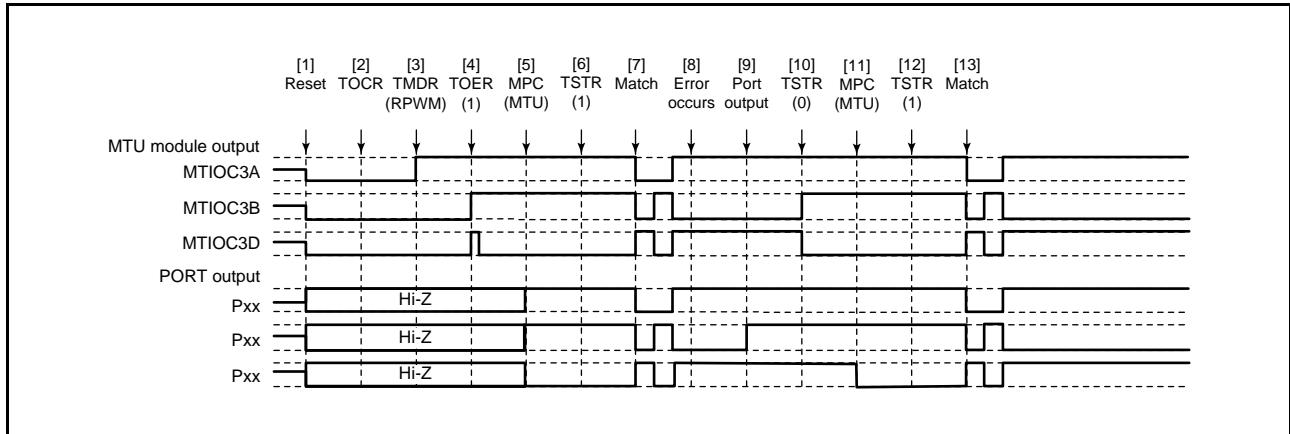 [1] [2] [3] [4] [5] [6] [7] [8] [9] [10] [11] [12] [13]
Reset TOCR TMDR TOER MPC TSTR Match Error Port TSTR MPC TSTR Match
(RPWM) (1) (MTU) (1) occurs output (0) (MTU) (1)
MTU module output
MTIOC3A
MTIOC3B
MTIOC3D
PORT output
Pxx Hi-Z
Pxx Hi-Z
Pxx Hi-Z